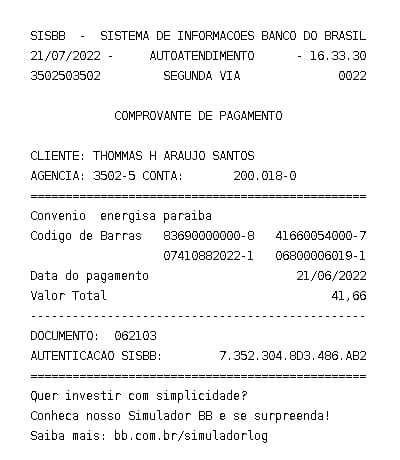 SISBB - SISTEMA DE INFORMACOES BANCO DO BRASIL
21/07/2022 - AUTOATENDIMENTO - 16.33.30
3502503502 SEGUNDA VIA 0022
COMPROVANTE DE PAGAMENTO
CLIENTE: THOMMAS H ARAUJO SANTOS
AGENCIA: 3502-5 CONTA: 200.018-0
================================================
Convenio energisa paraiba
Codigo de Barras 83690000000-8 41660054000-7
07410882022-1 06800006019-1
Data do pagamento 21/06/2022
Valor Total 41,66
------------------------------------------------
DOCUMENTO: 062103
AUTENTICACAO SISBB: 7.352.304.8D3.486.AB2
================================================
Quer investir com simplicidade?
Conheca nosso Simulador BB e se surpreenda!
Saiba mais: bb.com.br/simuladorlog